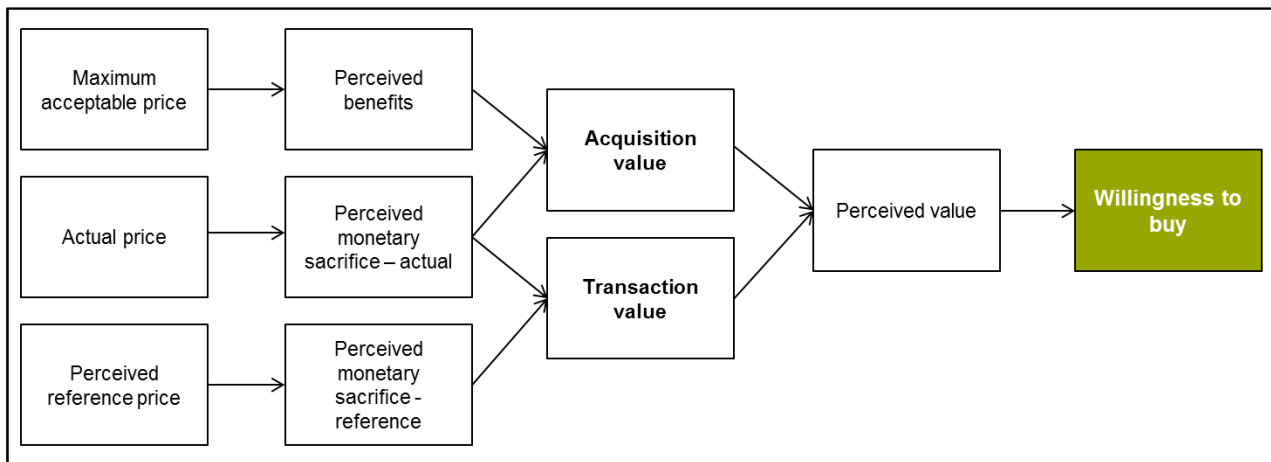 Maximum
acceptable price
Perceived
benefits
Acquisition
value
Actual price
Perceived
monetary
sacrifice – actual
Transaction
value
Perceived value
Willingness to
buy
Perceived
reference price
Perceived
monetary
sacrifice -
reference